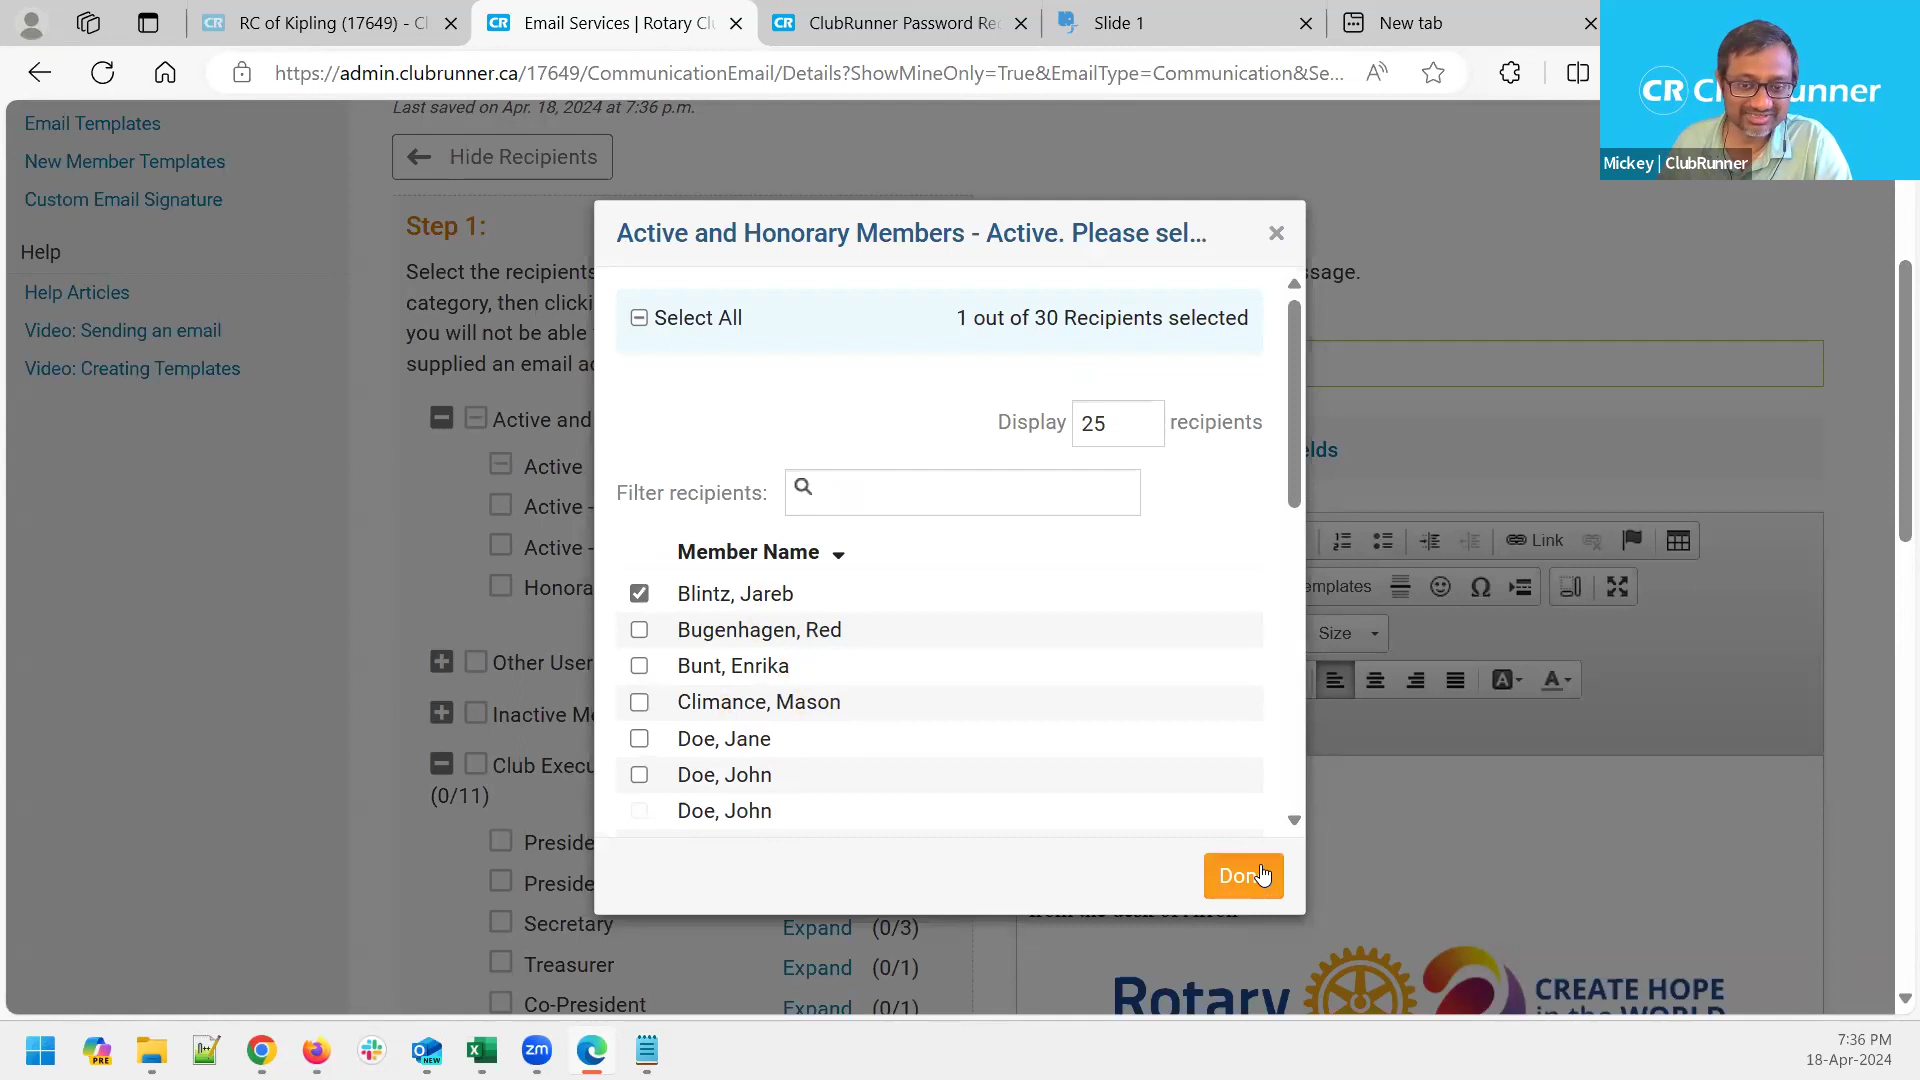 RC of Kipling (17649) - Cl
Email Services | Rotary Clu
ClubRunner Password Re
Slide 1
New tab
https://admin.clubrunner.ca/17649/CommunicationEmail/Details?ShowMineOnly=True&EmailType=Communication&Se...
Mickey | ClubRunner
Email Templates
New Member Templates
Custom Email Signature
Help
Help Articles
Video: Sending an email
Video: Creating Templates
Last saved on Apr. 18, 2024 at 7:36 p.m.
Hide Recipients
Step 1:
Select the recipients
category, then clicki
you will not be able
supplied an email a
ssage.
Active and
Active
Active -
Active -
Honora
Other User
Inactive Me
Club Execu
(0/11)
Preside
Preside
Secretary
Expand (0/3)
Treasurer
Expand (0/1)
Co-President
Expand (0/1)
Active and Honorary Members - Active. Please sel...
×
Select All
1 out of 30 Recipients selected
Display 25 recipients
Filter recipients:
Member Name
Blintz, Jareb
Bugenhagen, Red
Bunt, Enrika
Climance, Mason
Doe, Jane
Doe, John
Doe, John
elds
Link
emplates
Size
Rotary
CREATE HOPE
in the WORLD
7:36 PM
18-Apr-2024